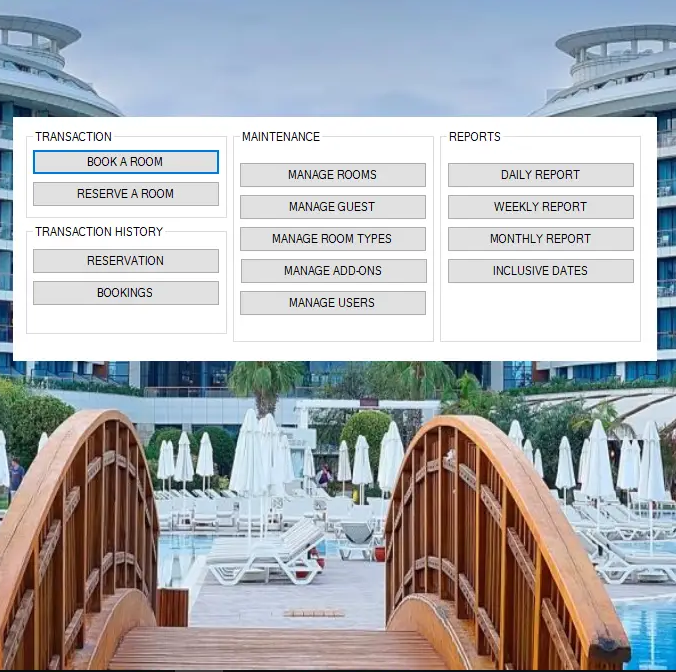 TRANSACTION
BOOK A ROOM
RESERVE A ROOM
TRANSACTION HISTORY
RESERVATION
BOOKINGS
MAINTENANCE
MANAGE ROOMS
MANAGE GUEST
MANAGE ROOM TYPES
MANAGE ADD-ONS
MANAGE USERS
REPORTS
DAILY REPORT
WEEKLY REPORT
MONTHLY REPORT
INCLUSIVE DATES